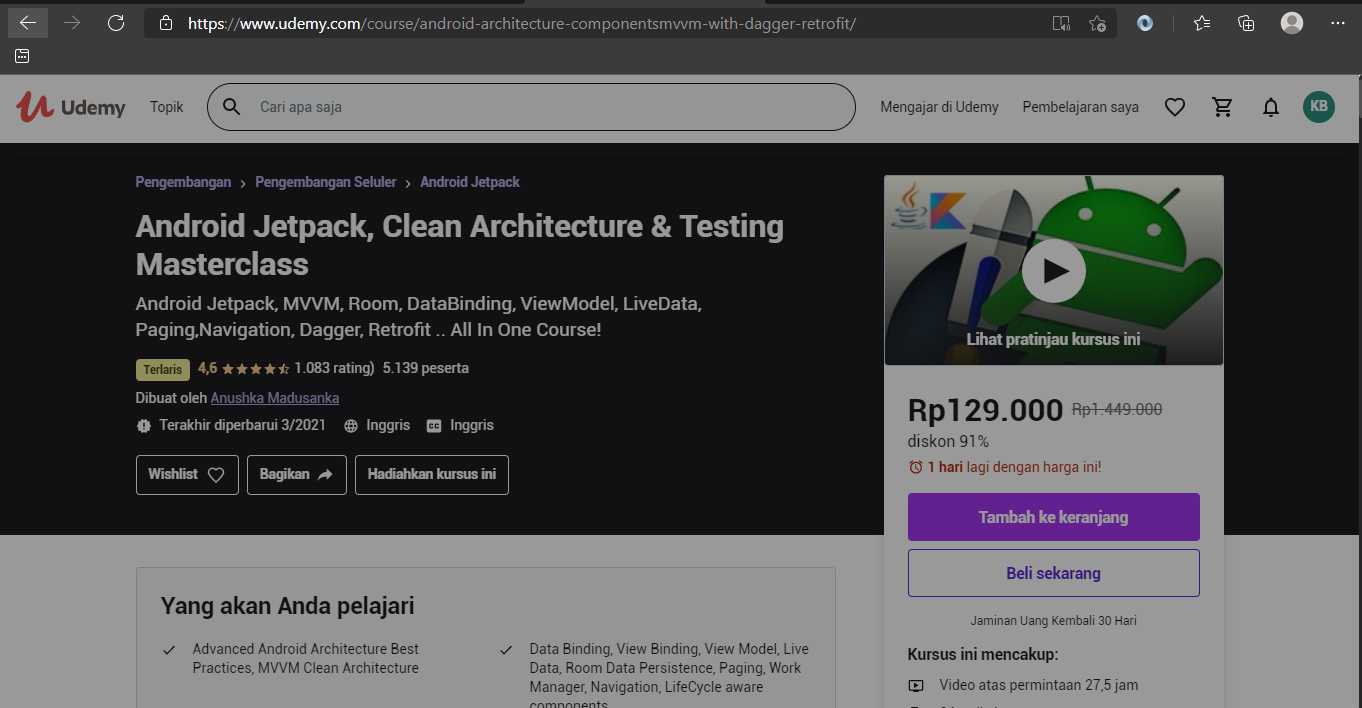 https://www.udemy.com/course/android-architecture-componentsmvvm-with-dagger-retrofit/
Udemy
Topik
Cari apa saja
Mengajar di Udemy
Pembelajaran saya
KB
Pengembangan > Pengembangan Seluler > Android Jetpack
Android Jetpack, Clean Architecture & Testing
Masterclass
Android Jetpack, MVVM, Room, DataBinding, ViewModel, LiveData,
Paging,Navigation, Dagger, Retrofit .. All In One Course!
Terlaris 4,6 1.083 rating) 5.139 peserta
Dibuat oleh Anushka Madusanka
Terakhir diperbarui 3/2021 Inggris CC Inggris
Wishlist
Bagikan
Hadiahkan kursus ini
Lihat pratinjau kursus ini
Rp129.000 Rp1.449.000
diskon 91%
1 hari lagi dengan harga ini!
Tambah ke keranjang
Beli sekarang
Jaminan Uang Kembali 30 Hari
Kursus ini mencakup:
Video atas permintaan 27,5 jam
Yang akan Anda pelajari
Advanced Android Architecture Best
Practices, MVVM Clean Architecture
Data Binding, View Binding, View Model, Live
Data, Room Data Persistence, Paging, Work
Manager, Navigation, LifeCycle aware
components